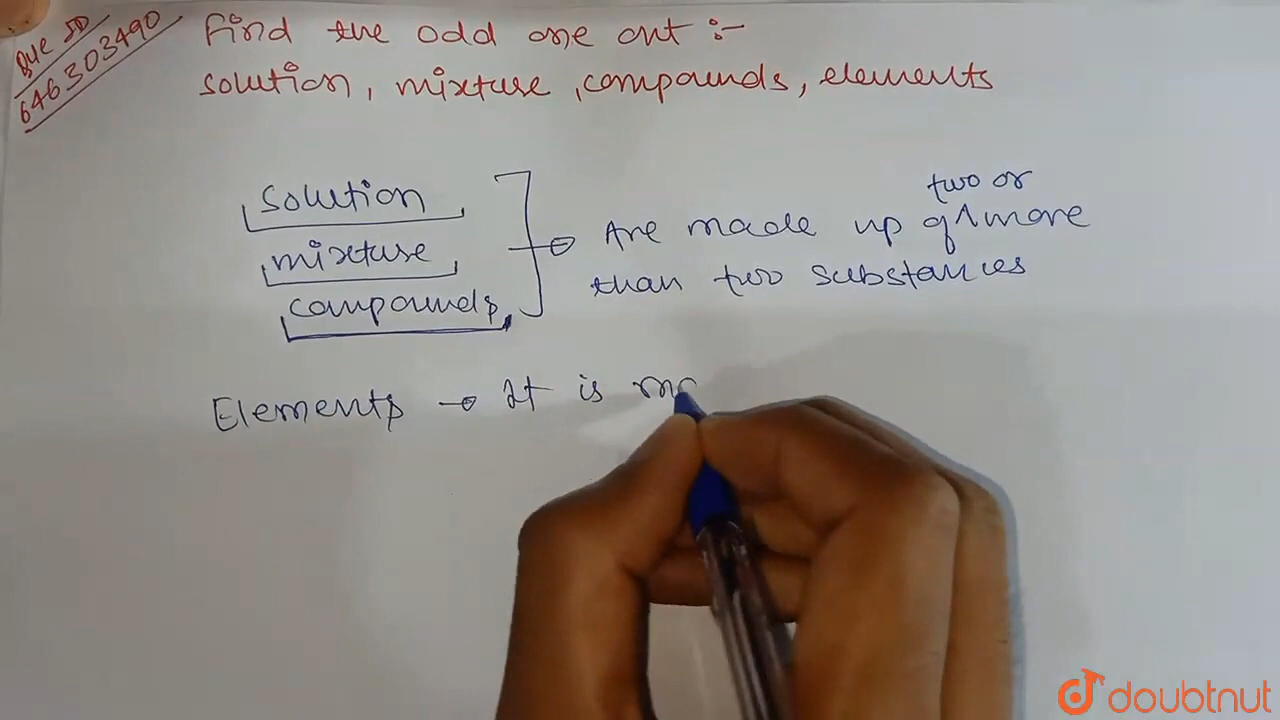 Que ID
646303490
Find the odd one out :-
solution, mixture, compounds, elements
solution
mixture
compounds
Are made up of two or more
than two substances
Elements → It is ma
doubtnut